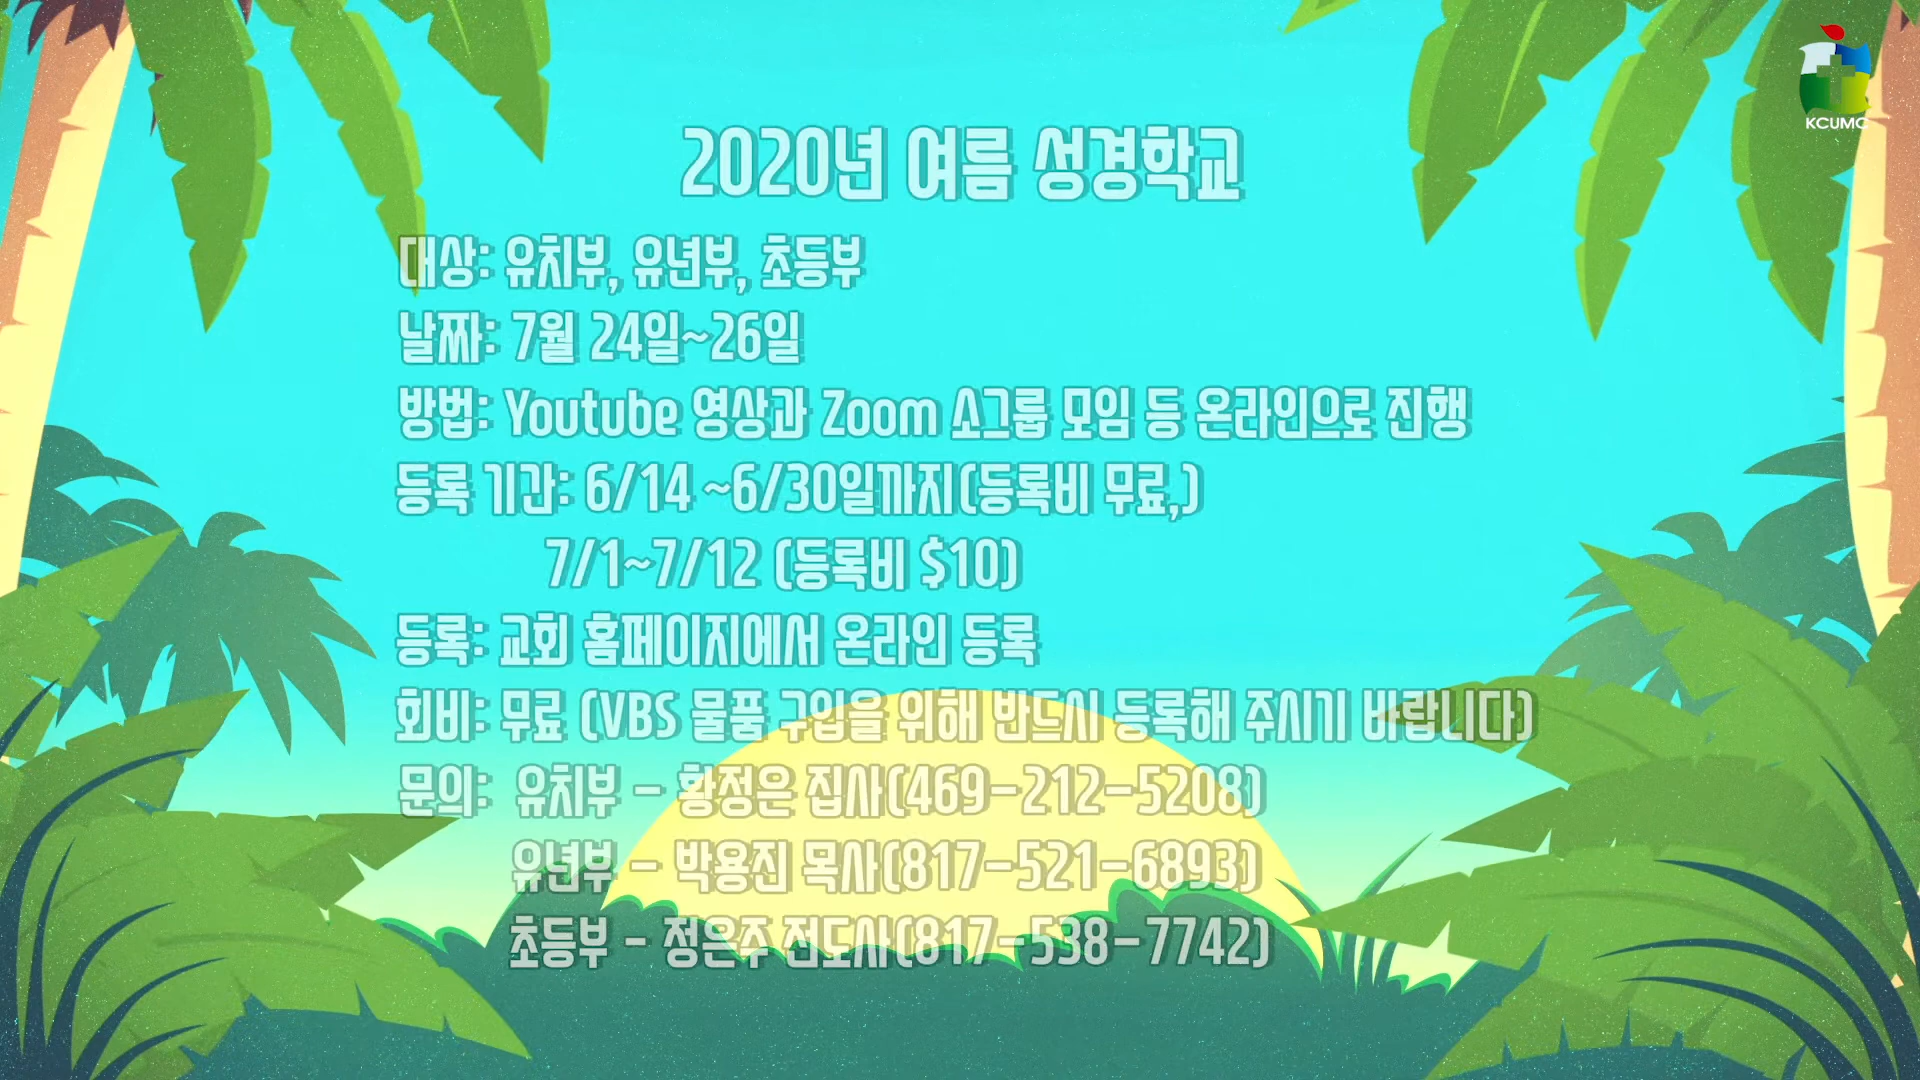 KCUMC
2020년 여름 성경학교
대상: 유치부, 유년부, 초등부
날짜: 7월 24일~26일
방법: Youtube 영상과 Zoom 소그룹 모임 등 온라인으로 진행
등록 기간: 6/14 ~6/30일까지(등록비 무료,)
7/1~7/12 (등록비 $10)
등록: 교회 홈페이지에서 온라인 등록
회비: 무료 (VBS 물품 구입을 위해 반드시 등록해 주시기 바랍니다)
문의: 유치부 - 황정은 집사(469-212-5208)
유년부 - 박용진 목사(817-521-6893)
초등부 - 정은주 전도사(817-538-7742)